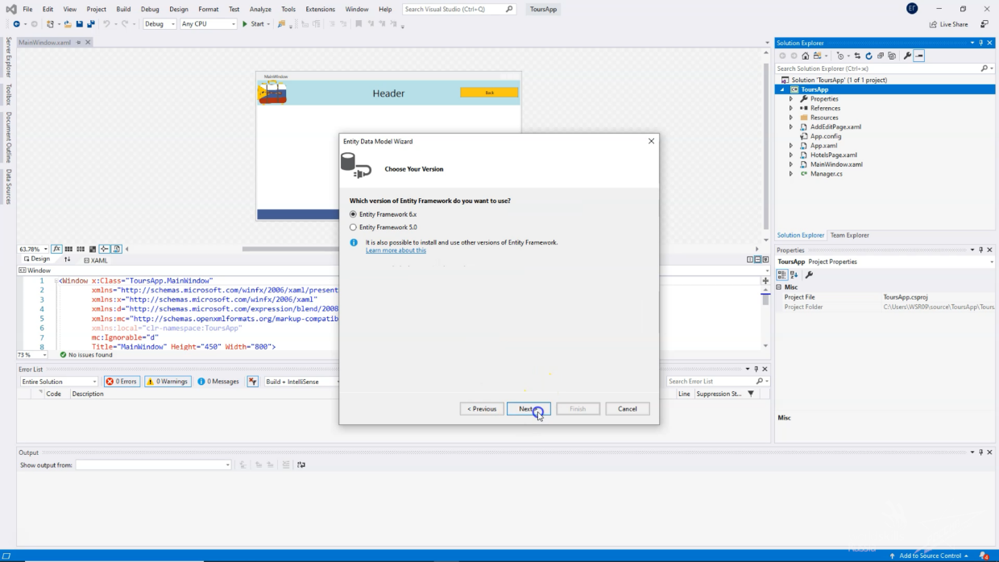 File Edit View Project Build Debug Design Format Test Analyze Tools Extensions Window Help Search Visual Studio (Ctrl+Q) ToursApp ЕГ
Debug Any CPU Start Live Share
MainWindow.xaml
Server Explorer
Toolbox
Document Outline
Data Sources
MainWindow
Header
Back
Entity Data Model Wizard
Choose Your Version
Which version of Entity Framework do you want to use?
Entity Framework 6.x
Entity Framework 5.0
It is also possible to install and use other versions of Entity Framework.
Learn more about this
< Previous Next Finish Cancel
63.78%
Design XAML
Window
1 <Window x:Class="ToursApp.MainWindow"
2 xmlns="http://schemas.microsoft.com/winfx/2006/xaml/present
3 xmlns:x="http://schemas.microsoft.com/winfx/2006/xaml"
4 xmlns:d="http://schemas.microsoft.com/expression/blend/2008
5 xmlns:mc="http://schemas.openxmlformats.org/markup-compatib
6 xmlns:local="clr-namespace:ToursApp"
7 mc:Ignorable="d"
8 Title="MainWindow" Height="450" Width="800">
73 % No issues found
Error List
Entire Solution 0 Errors 0 Warnings 0 Messages Build + IntelliSense Search Error List
Code Description Line Suppression St...
Output
Show output from:
Solution Explorer
Search Solution Explorer (Ctrl+ж)
Solution 'ToursApp' (1 of 1 project)
ToursApp
Properties
References
Resources
AddEditPage.xaml
App.config
App.xaml
HotelsPage.xaml
MainWindow.xaml
Manager.cs
Solution Explorer Team Explorer
Properties
ToursApp Project Properties
Misc
Project File ToursApp.csproj
Project Folder C:\Users\WSR09\source\ToursApp\Tours
Misc
Add to Source Control